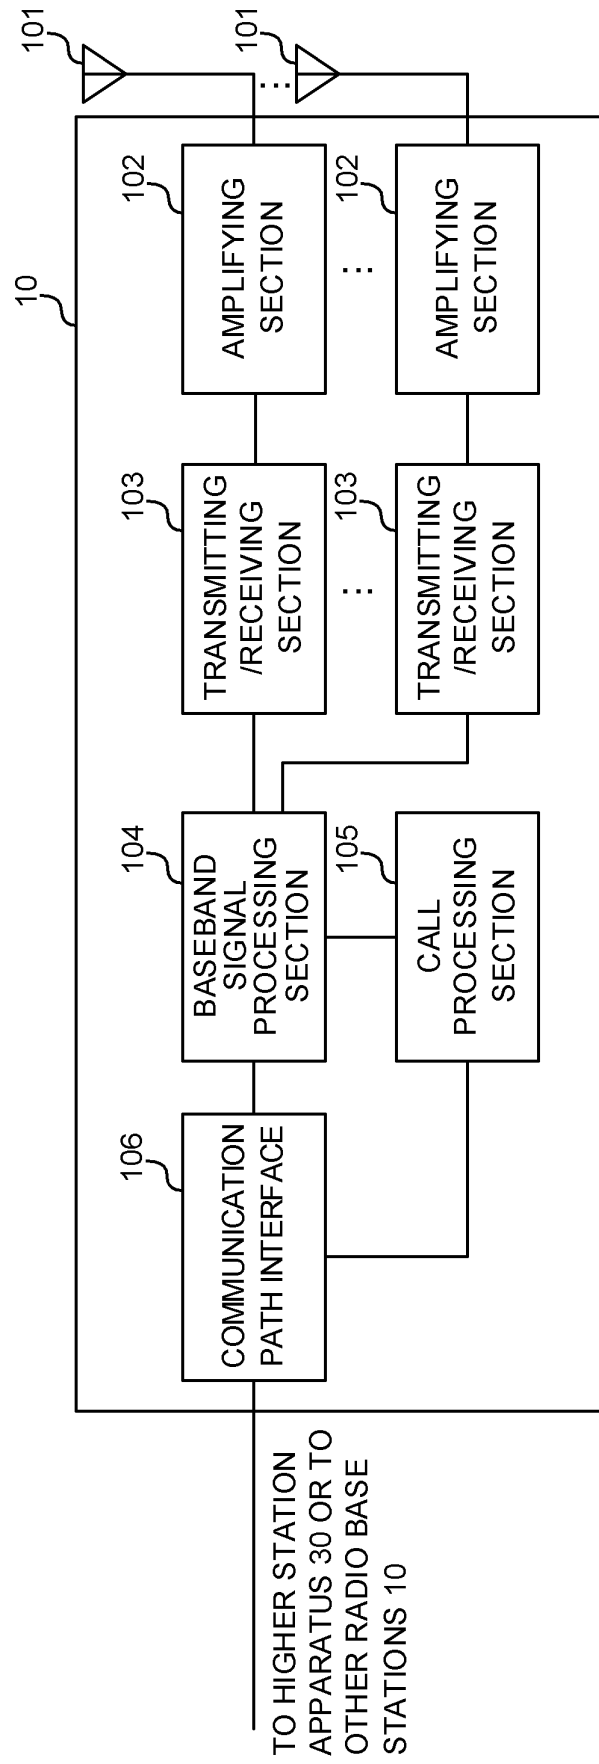 10
101
...
101
102
AMPLIFYING
SECTION
...
102
AMPLIFYING
SECTION
103
TRANSMITTING
/RECEIVING
SECTION
...
103
TRANSMITTING
/RECEIVING
SECTION
104
BASEBAND
SIGNAL
PROCESSING
SECTION
105
CALL
PROCESSING
SECTION
106
COMMUNICATION
PATH INTERFACE
TO HIGHER STATION
APPARATUS 30 OR TO
OTHER RADIO BASE
STATIONS 10